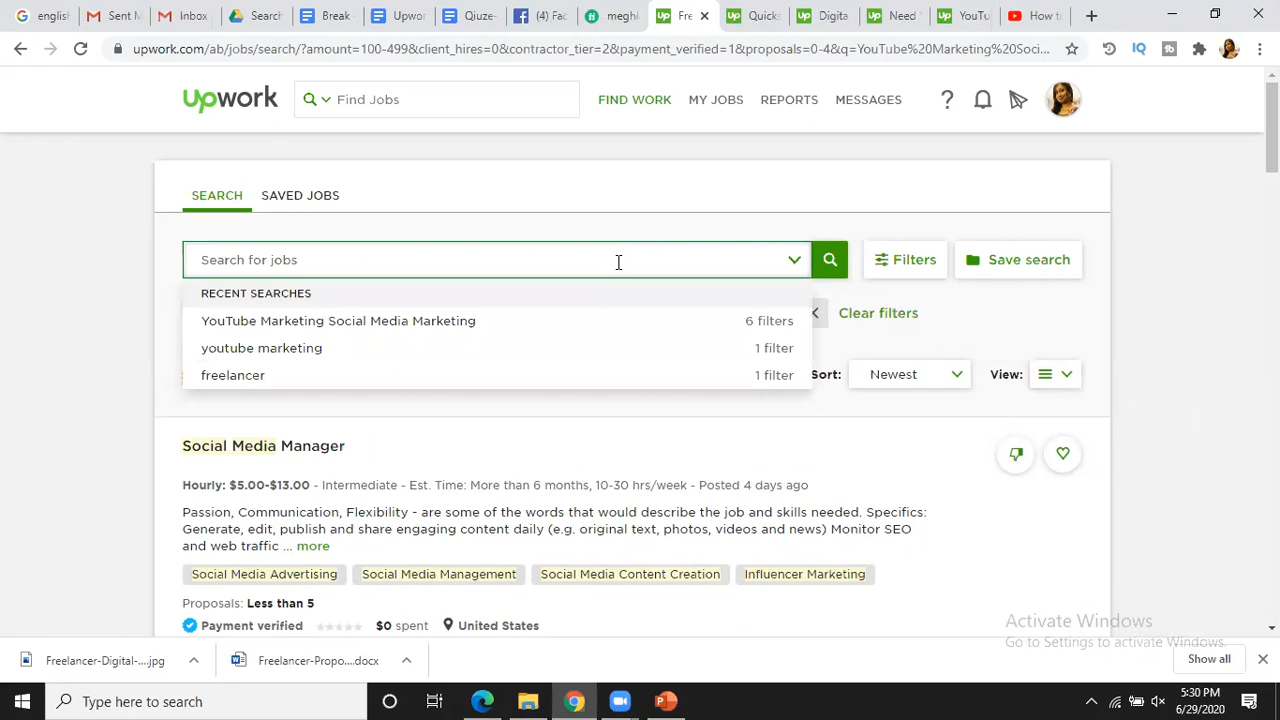 english
Sent M
Inbox
Search
Break
Upwor
Qiuze-
(4) Fac
megh
Fre
Quick
Digita
Need
YouTu
How t
upwork.com/ab/jobs/search/?amount=100-499&client_hires=0&contractor_tier=2&payment_verified=1&proposals=0-4&q=YouTube%20Marketing%20Soci...
IQ
tb
upwork
Find Jobs
FIND WORK
MY JOBS
REPORTS
MESSAGES
?
SEARCH
SAVED JOBS
Search for jobs
Filters
Save search
RECENT SEARCHES
YouTube Marketing Social Media Marketing 6 filters
youtube marketing 1 filter
freelancer 1 filter
Clear filters
Sort: Newest
View:
Social Media Manager
Hourly: $5.00-$13.00 - Intermediate - Est. Time: More than 6 months, 10-30 hrs/week - Posted 4 days ago
Passion, Communication, Flexibility - are some of the words that would describe the job and skills needed. Specifics:
Generate, edit, publish and share engaging content daily (e.g. original text, photos, videos and news) Monitor SEO
and web traffic ... more
Social Media Advertising
Social Media Management
Social Media Content Creation
Influencer Marketing
Proposals: Less than 5
Payment verified $0 spent United States
Activate Windows
Go to Settings to activate Windows.
Freelancer-Digital-....jpg
Freelancer-Propo....docx
Show all
Type here to search
5:30 PM
6/29/2020